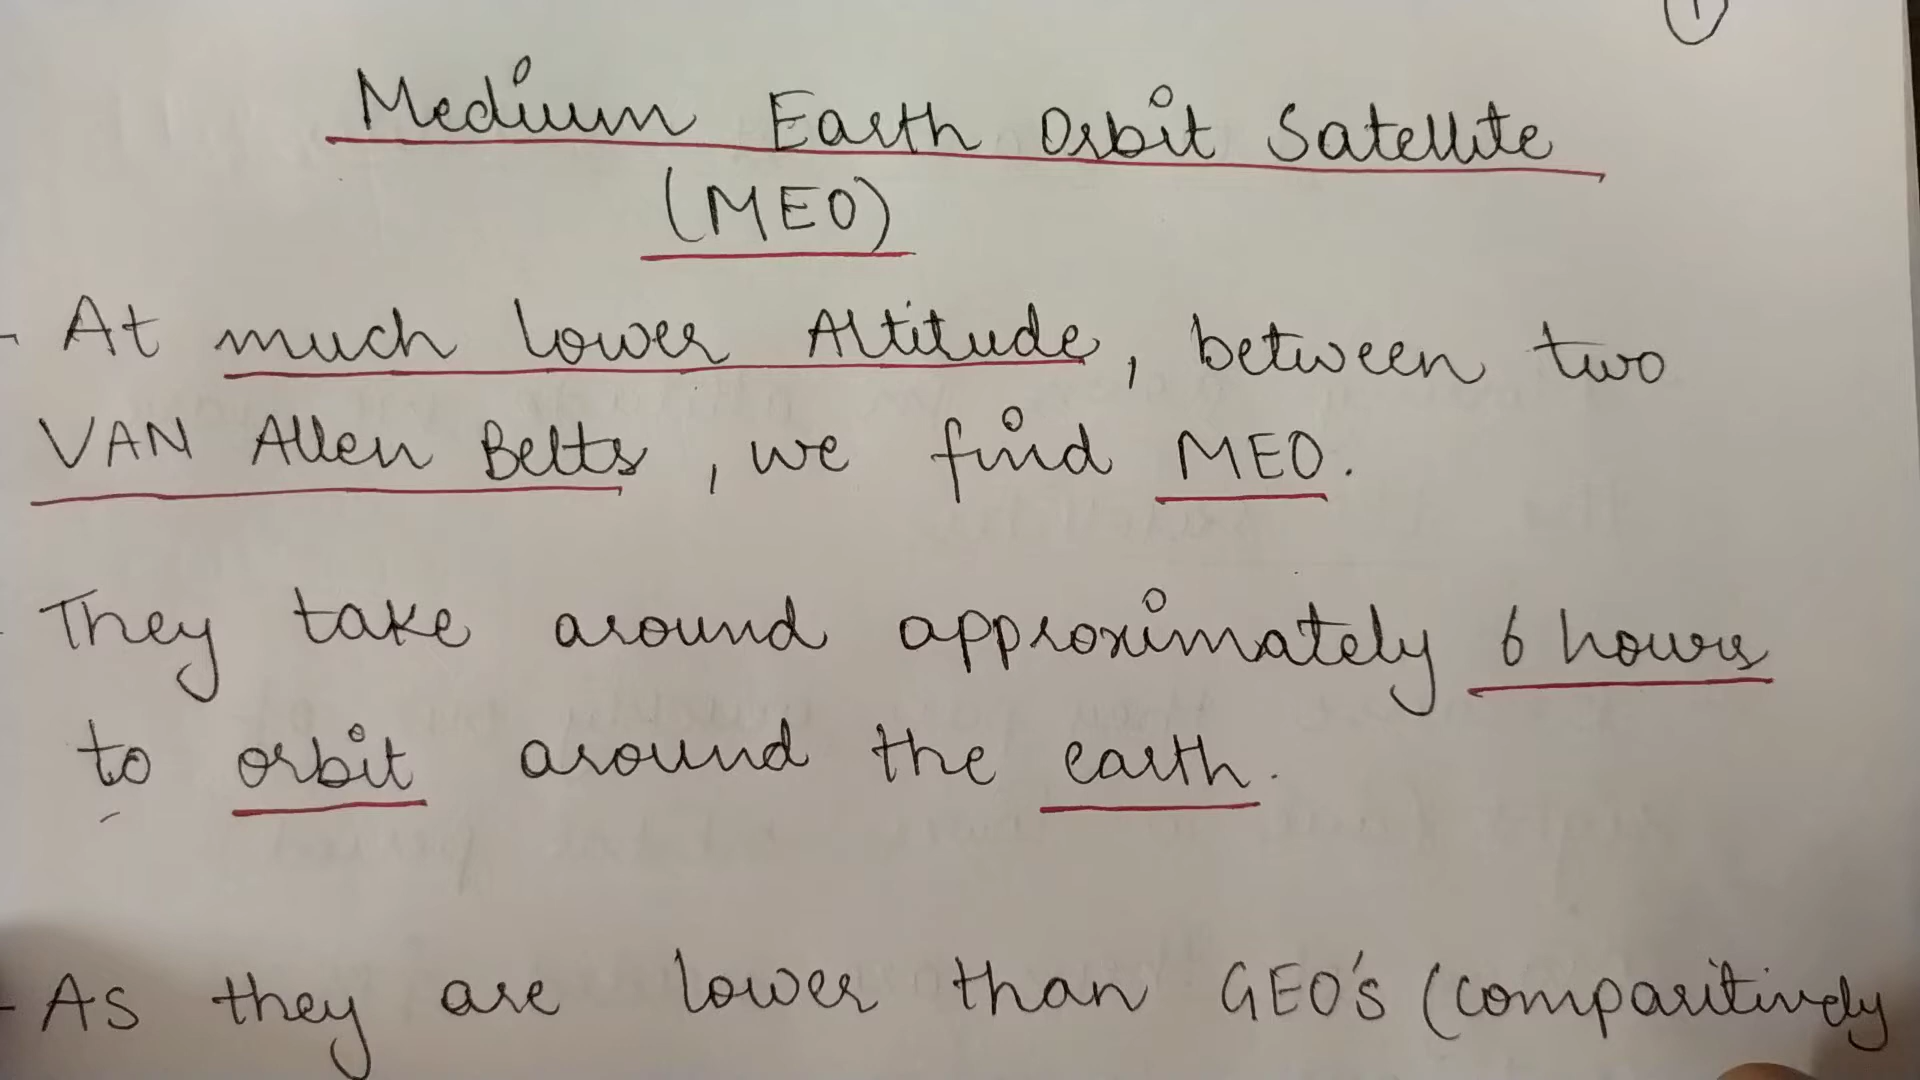 1
Medium Earth Orbit Satellite
(MEO)
- At much lower Altitude, between two
VAN Allen Belts, we find MEO.
- They take around approximately 6 hours
to orbit around the earth.
- As they are lower than GEO's (comparitively